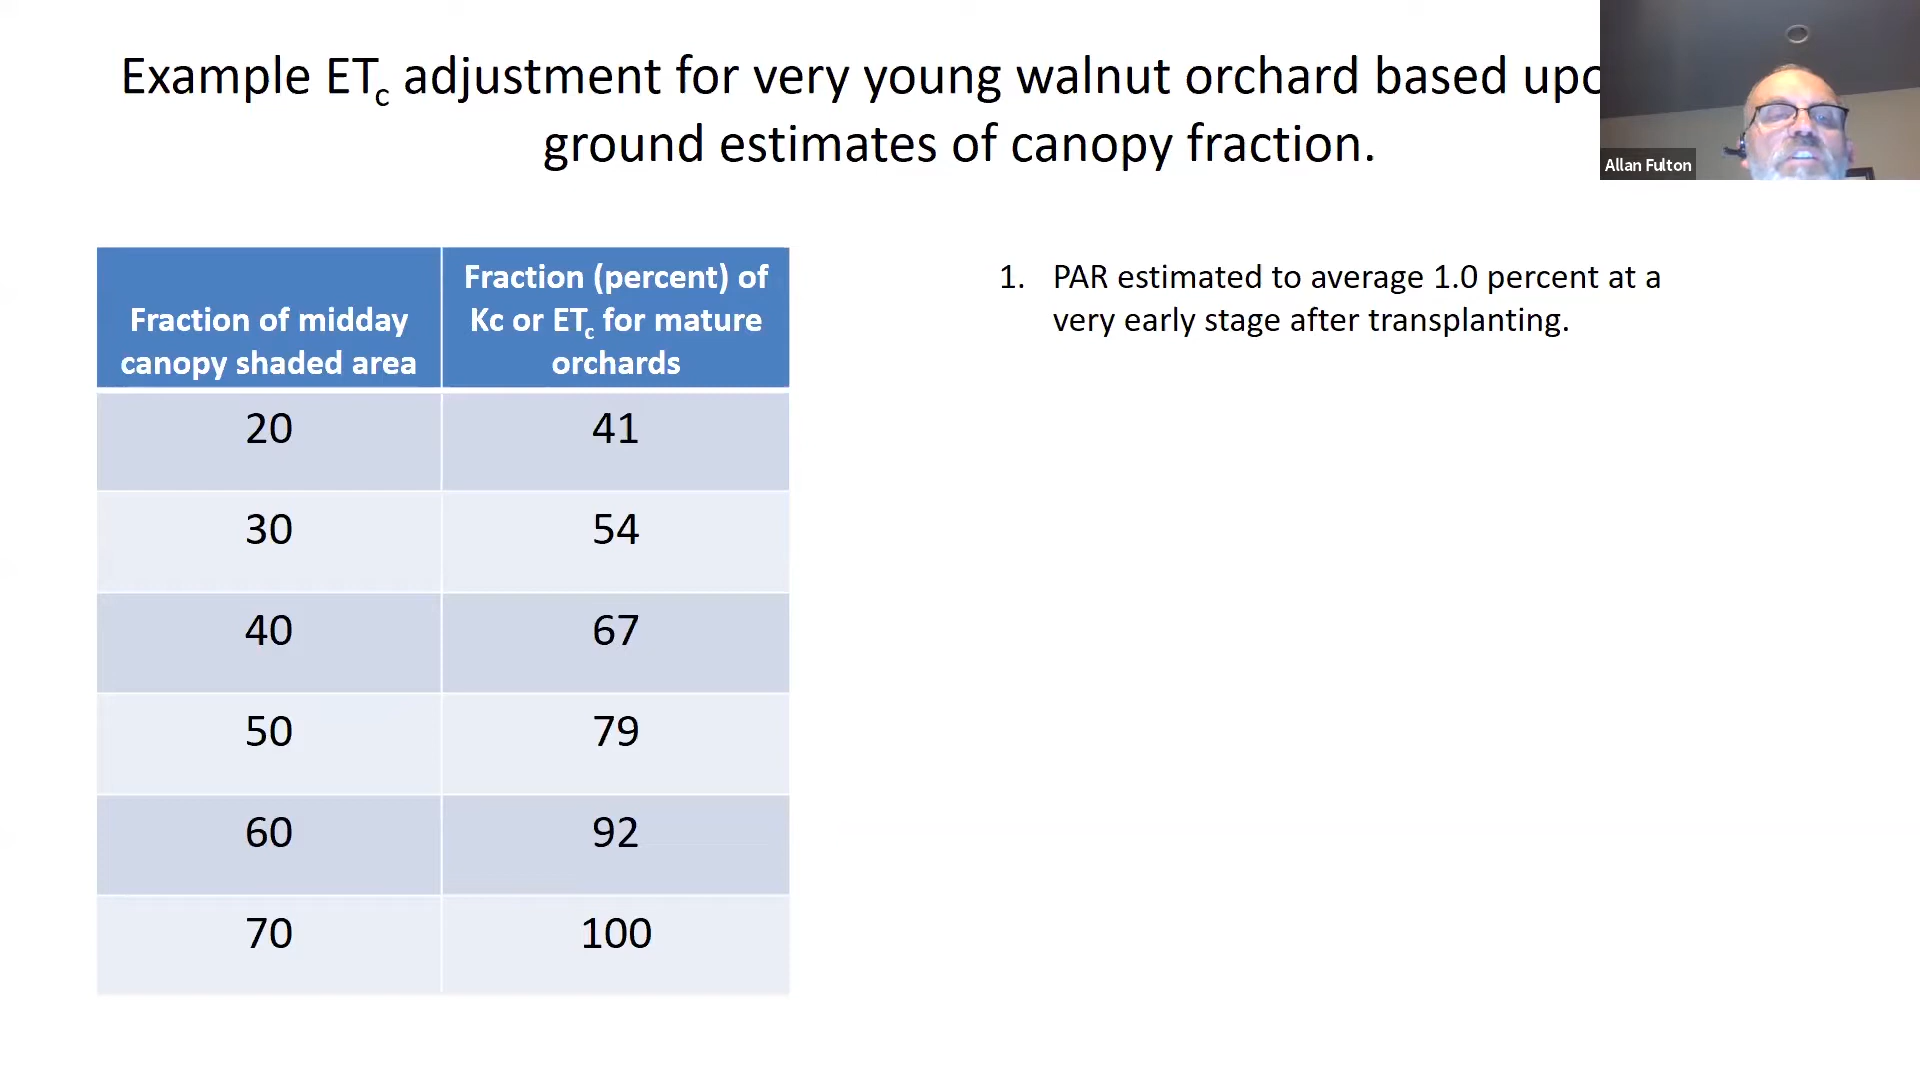 Example ETc adjustment for very young walnut orchard based
ground estimates of canopy fraction.
Allan Fulton
Fraction of midday
canopy shaded area
Fraction (percent) of
Kc or ETc for mature
orchards
20 41
30 54
40 67
50 79
60 92
70 100
1. PAR estimated to average 1.0 percent at a
very early stage after transplanting.